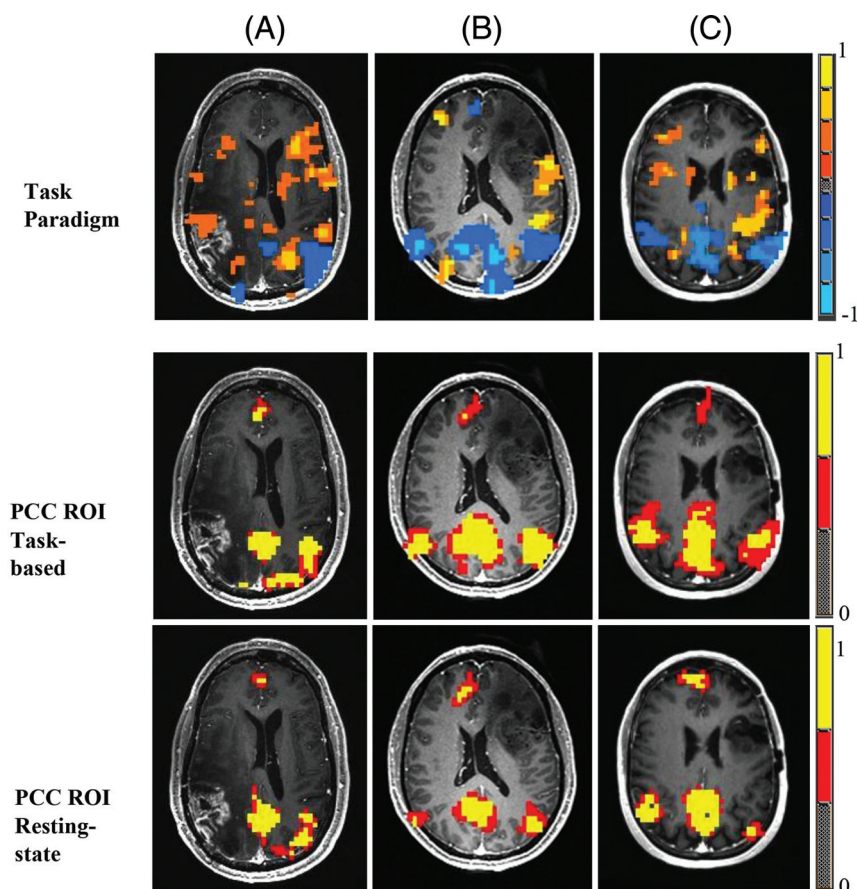 (A) (B) (C)
1
Task
Paradigm
-1
1
PCC ROI
Task-
based
0
1
PCC ROI
Resting-
state
0